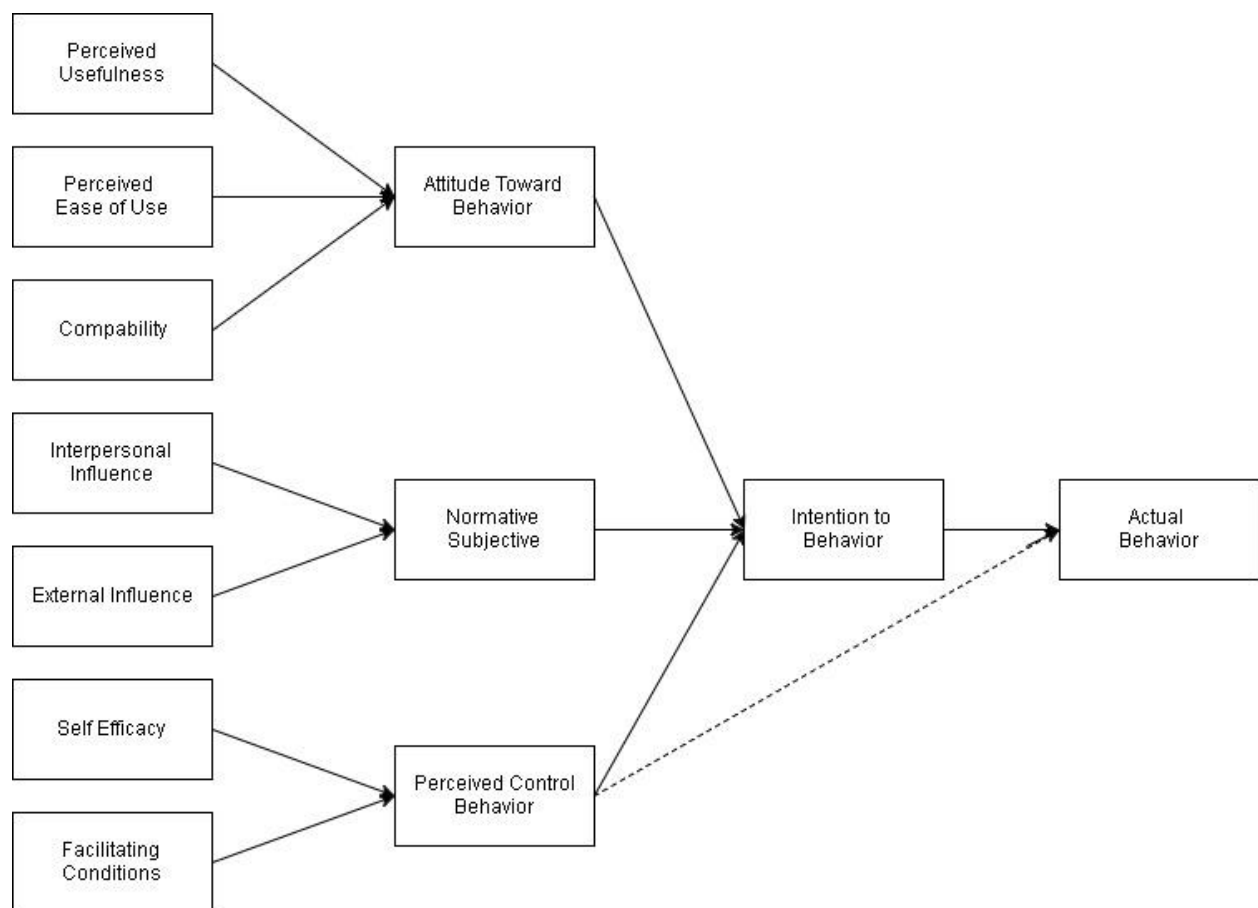 Perceived
Usefulness
Perceived
Ease of Use
Attitude Toward
Behavior
Compability
Interpersonal
Influence
Normative
Subjective
Intention to
Behavior
Actual
Behavior
External Influence
Self Efficacy
Perceived Control
Behavior
Facilitating
Conditions